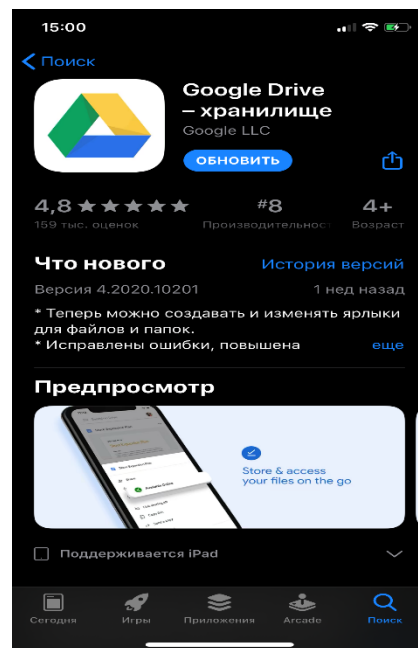 15:00
Поиск
Google Drive
– хранилище
Google LLC
ОБНОВИТЬ
4,8 #8 4+
159 тыс. оценок Производительност Возраст
Что нового История версий
Версия 4.2020.10201 1 нед назад
* Теперь можно создавать и изменять ярлыки
для файлов и папок.
* Исправлены ошибки, повышена еще
Предпросмотр
Store & access
your files on the go
Поддерживается iPad
Сегодня Игры Приложения Arcade Поиск